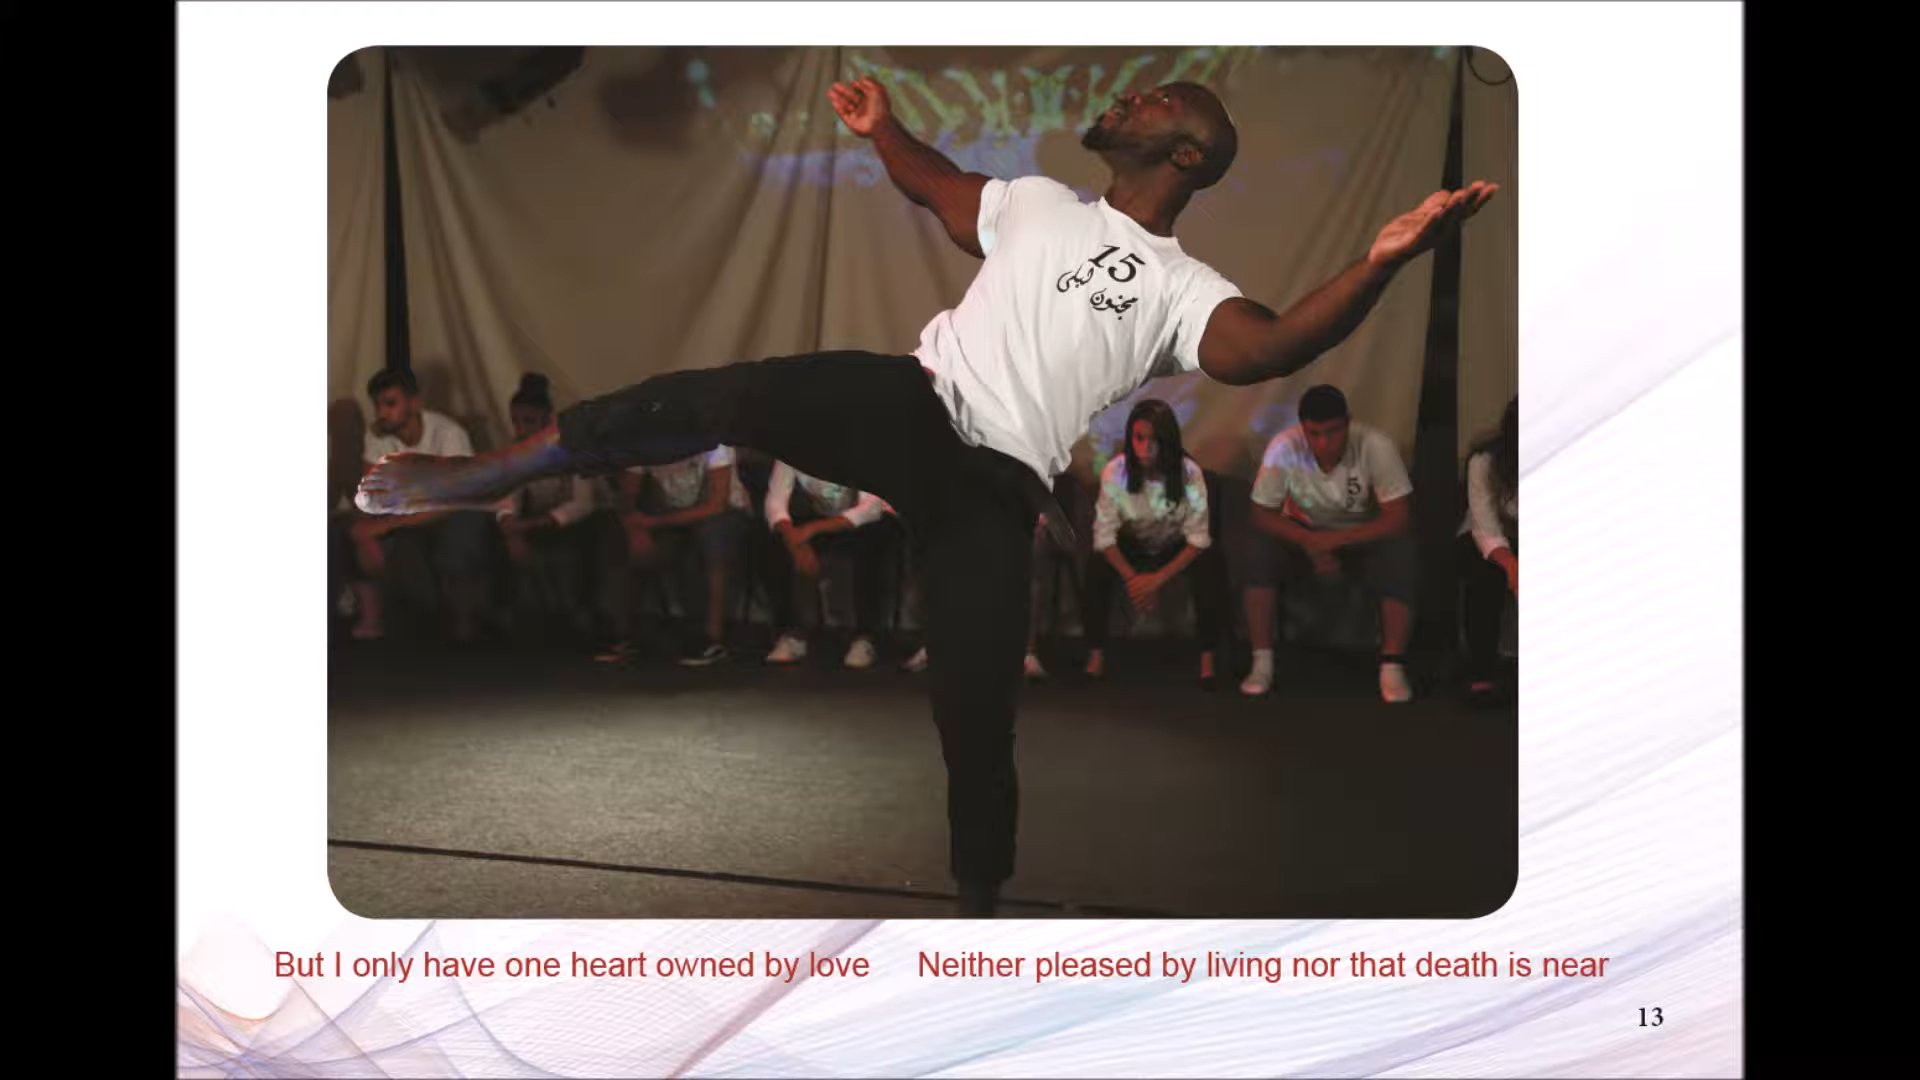 15
مجنون
5
But I only have one heart owned by love Neither pleased by living nor that death is near
13